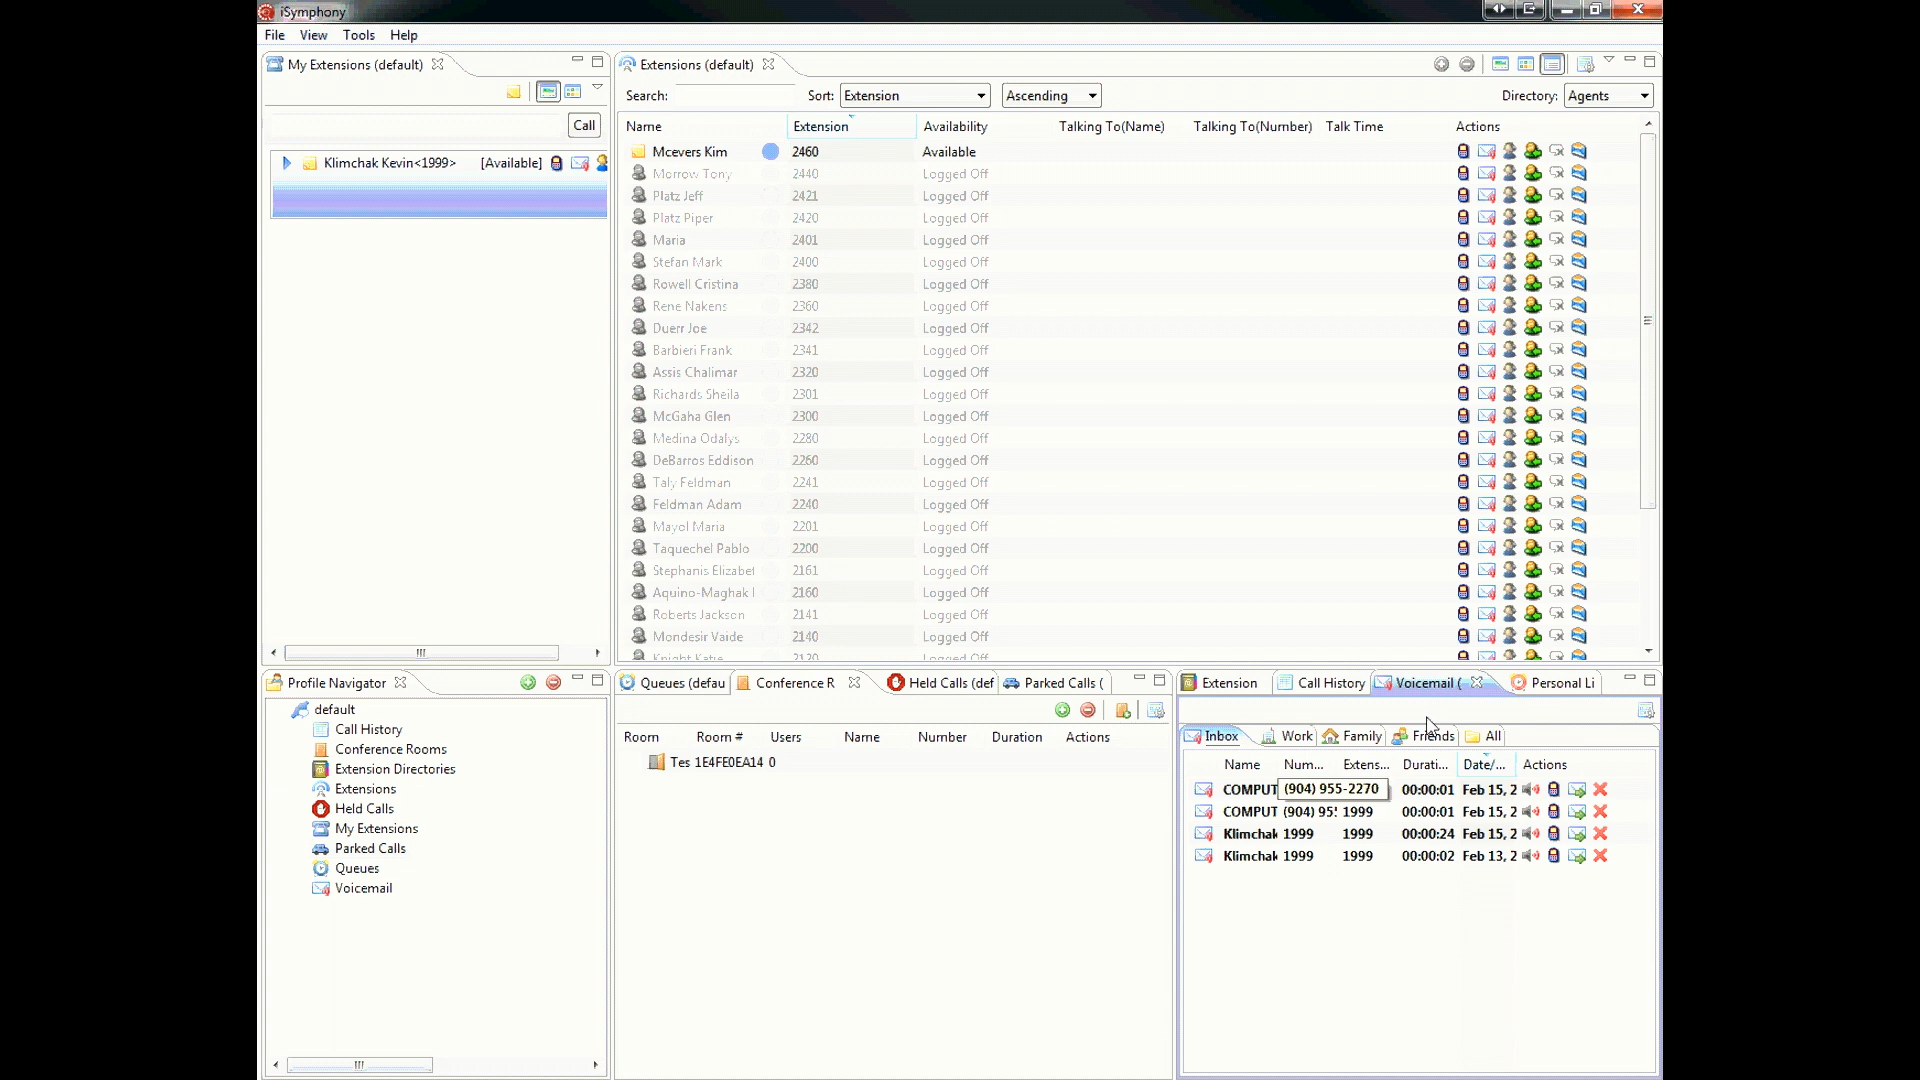 iSymphony
File View Tools Help
My Extensions (default)
Call
Klimchak Kevin<1999> [Available]
Extensions (default)
Search: Sort: Extension Ascending Directory: Agents
Name Extension Availability Talking To(Name) Talking To(Number) Talk Time Actions
Mcevers Kim 2460 Available
Morrow Tony 2440 Logged Off
Platz Jeff 2421 Logged Off
Platz Piper 2420 Logged Off
Maria 2401 Logged Off
Stefan Mark 2400 Logged Off
Rowell Cristina 2380 Logged Off
Rene Nakens 2360 Logged Off
Duerr Joe 2342 Logged Off
Barbieri Frank 2341 Logged Off
Assis Chalimar 2320 Logged Off
Richards Sheila 2301 Logged Off
McGaha Glen 2300 Logged Off
Medina Odalys 2280 Logged Off
DeBarros Eddison 2260 Logged Off
Taly Feldman 2241 Logged Off
Feldman Adam 2240 Logged Off
Mayol Maria 2201 Logged Off
Taquechel Pablo 2200 Logged Off
Stephanis Elizabet 2161 Logged Off
Aquino-Maghak 2160 Logged Off
Roberts Jackson 2141 Logged Off
Mondesir Vaide 2140 Logged Off
Knight Katie 2120 Logged Off
Profile Navigator
default
Call History
Conference Rooms
Extension Directories
Extensions
Held Calls
My Extensions
Parked Calls
Queues
Voicemail
Queues (defau Conference R Held Calls (def Parked Calls (
Room Room # Users Name Number Duration Actions
Tes 1E4FE0EA14 0
Extension Call History Voicemail ( Personal Li
Inbox Work Family Friends All
Name Num... Extens... Durati... Date/... Actions
COMPUT (904) 955-2270 00:00:01 Feb 15, 2
COMPUT (904) 95 1999 00:00:01 Feb 15, 2
Klimchak 1999 1999 00:00:24 Feb 15, 2
Klimchak 1999 1999 00:00:02 Feb 13, 2